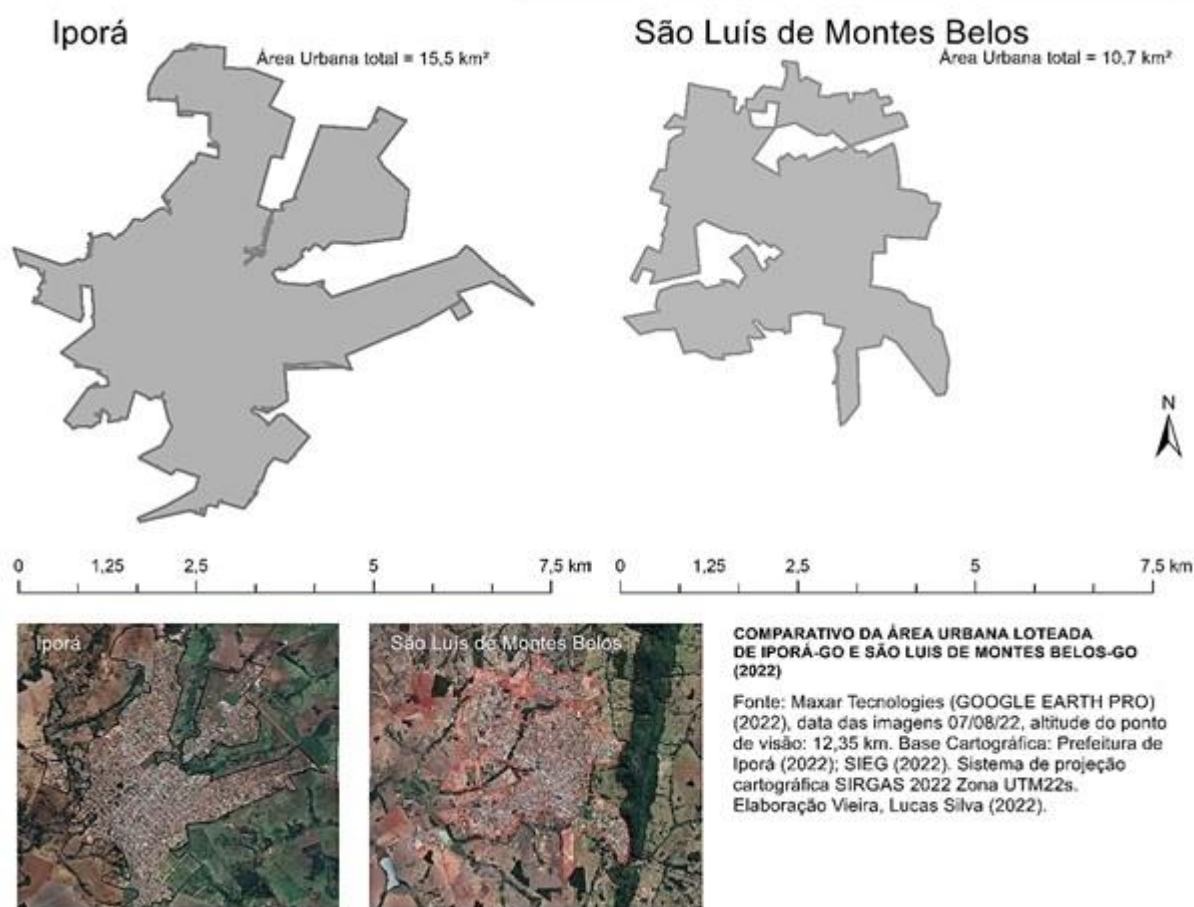 Iporá
Área Urbana total = 15,5 km²
São Luís de Montes Belos
Área Urbana total = 10,7 km²
N
0 1,25 2,5 5 7,5 km
0 1,25 2,5 5 7,5 km
Iporá
São Luís de Montes Belos
COMPARATIVO DA ÁREA URBANA LOTEADA
DE IPORÁ-GO E SÃO LUIS DE MONTES BELOS-GO
(2022)
Fonte: Maxar Tecnologies (GOOGLE EARTH PRO)
(2022), data das imagens 07/08/22, altitude do ponto
de visão: 12,35 km. Base Cartográfica: Prefeitura de
Iporá (2022); SIEG (2022). Sistema de projeção
cartográfica SIRGAS 2022 Zona UTM22s.
Elaboração Vieira, Lucas Silva (2022).